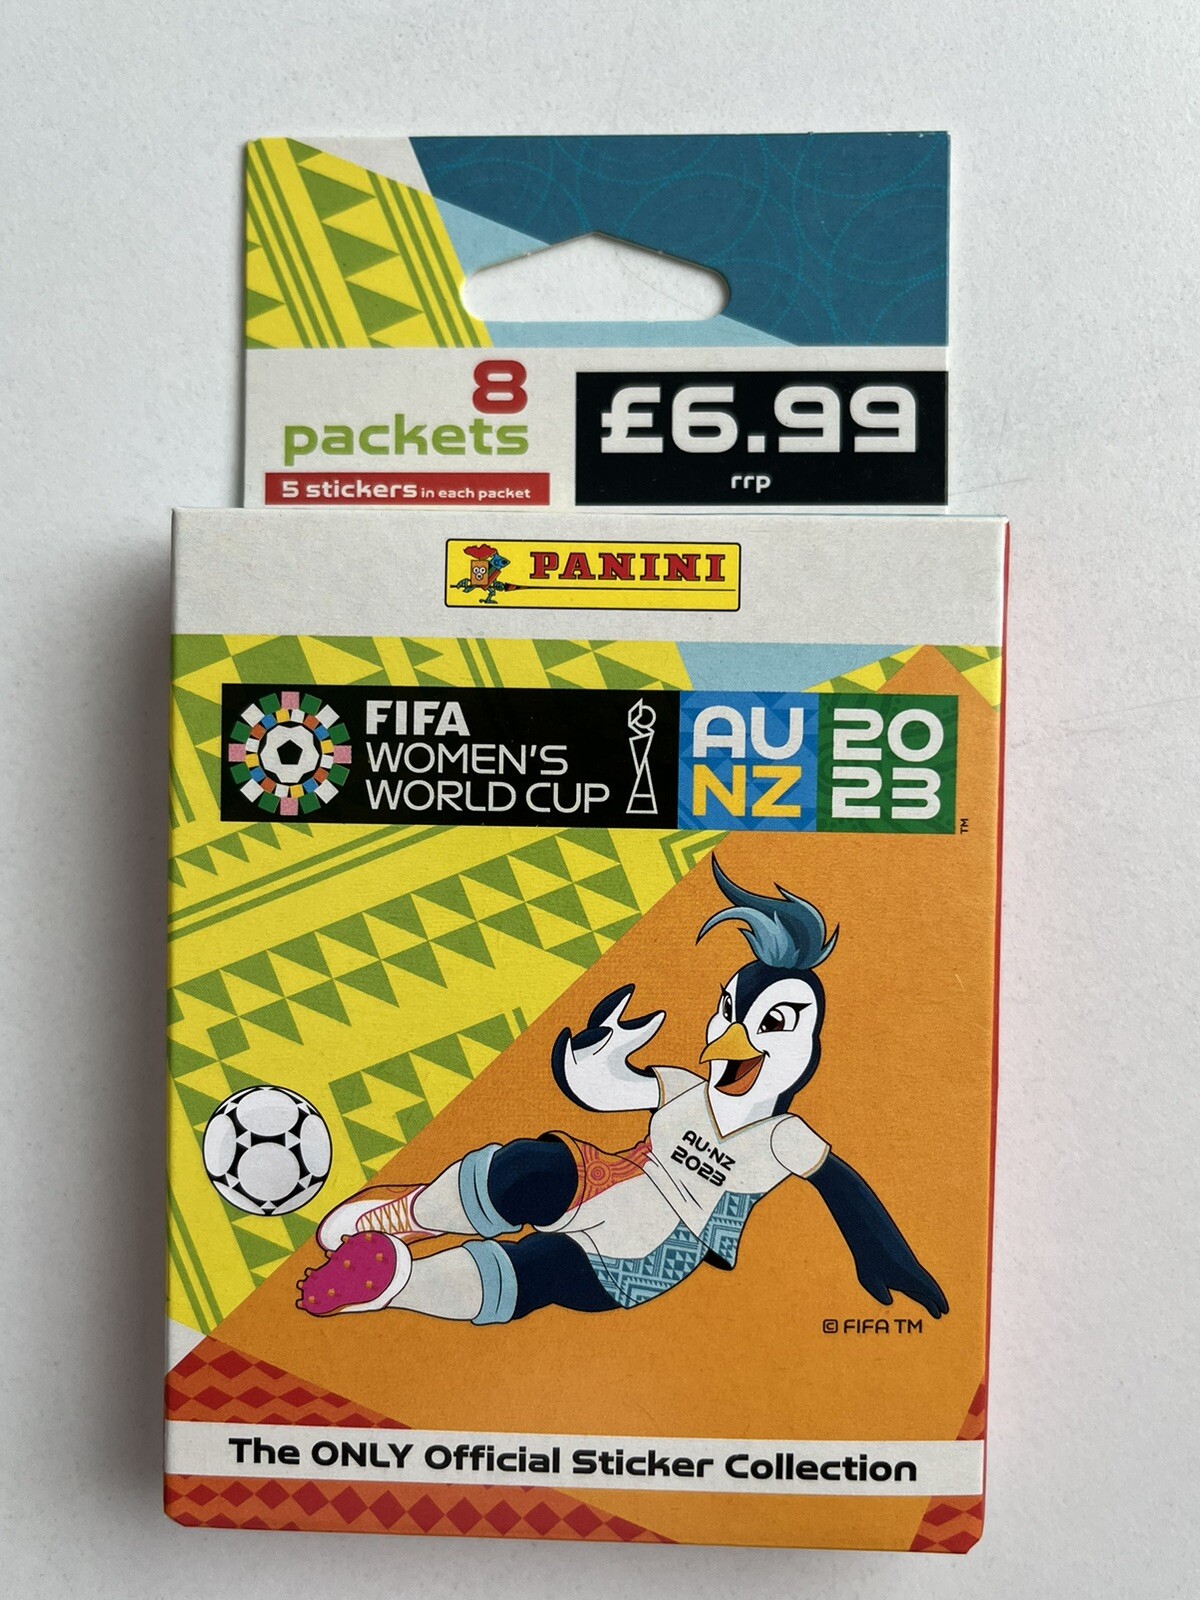 8
packets
5 stickers in each packet
£6.99
rrp
PANINI
FIFA
WOMEN'S
WORLD CUP
AU
NZ
20
23
TM
AU·NZ
2023
© FIFA TM
The ONLY Official Sticker Collection